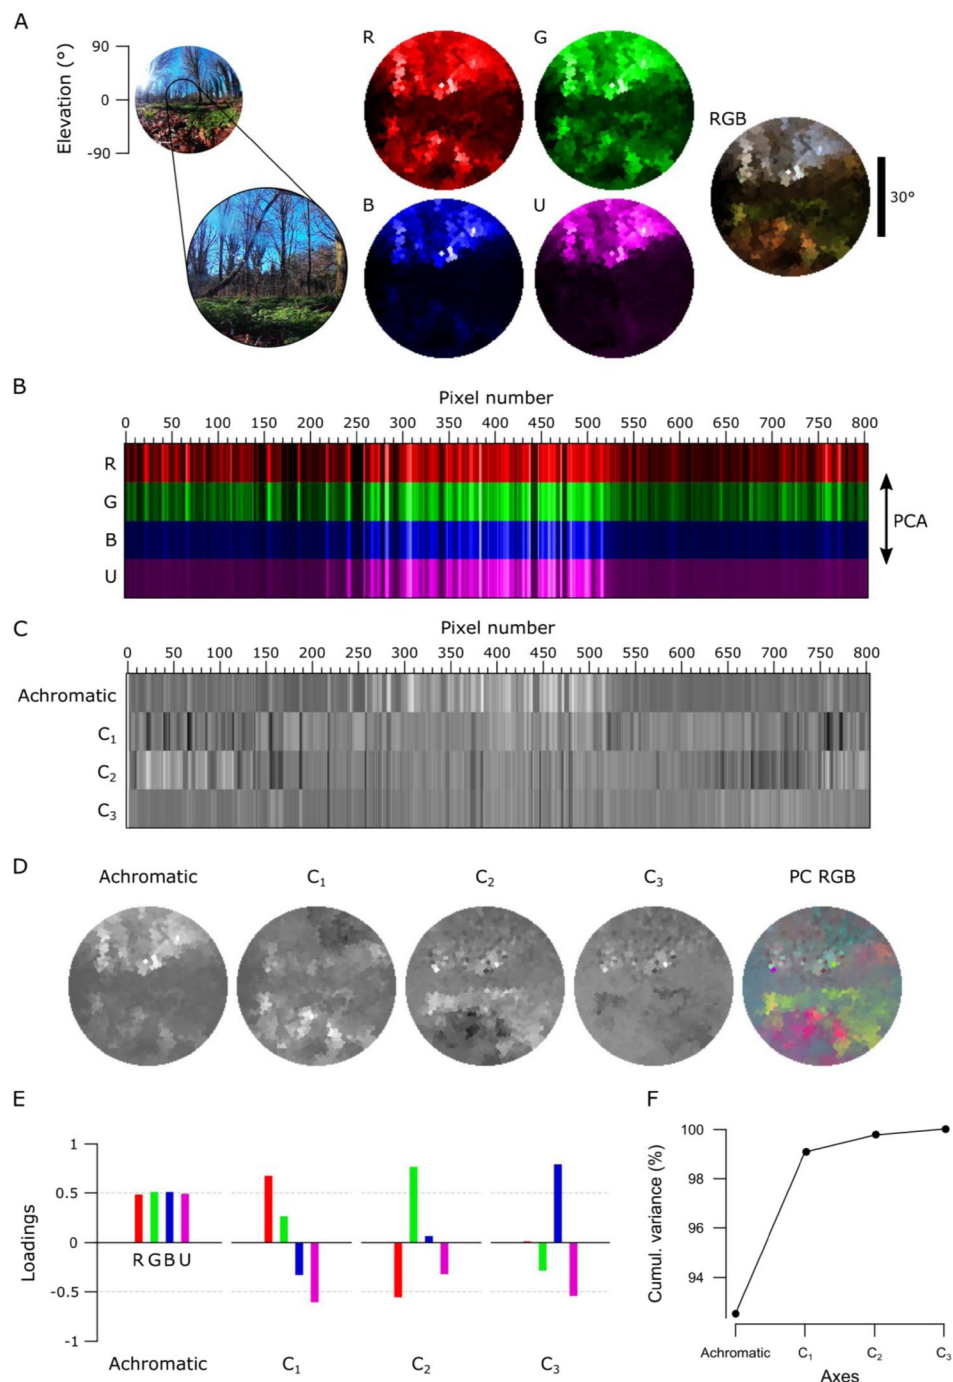 A
Elevation (°)
90
0
-90
R
G
B
U
RGB
30°
B
Pixel number
0 50 100 150 200 250 300 350 400 450 500 550 600 650 700 750 800
R
G
B
U
PCA
C
Pixel number
0 50 100 150 200 250 300 350 400 450 500 550 600 650 700 750 800
Achromatic
C₁
C₂
C₃
D
Achromatic C₁ C₂ C₃ PC RGB
E
Loadings
1
0.5
0
-0.5
-1
R G B U
Achromatic C₁ C₂ C₃
F
Cumul. variance (%)
100
98
96
94
Achromatic C₁ C₂ C₃
Axes